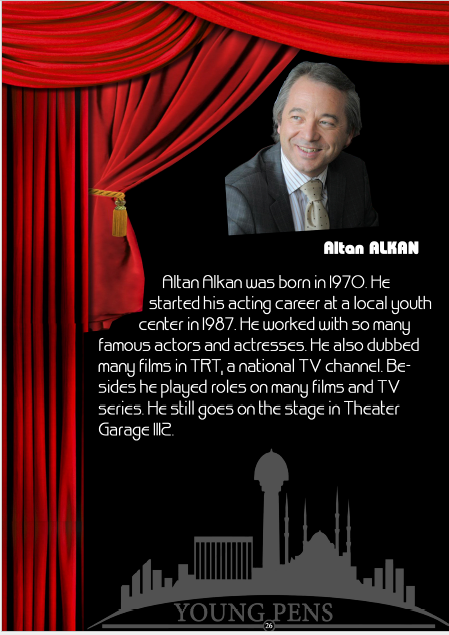 Altan ALKAN
Altan Alkan was born in 1970. He
started his acting career at a local youth
center in 1987. He worked with so many
famous actors and actresses. He also dubbed
many films in TRT, a national TV channel. Be-
sides he played roles on many films and TV
series. He still goes on the stage in Theater
Garage 1112.
YOUNG PENS
26